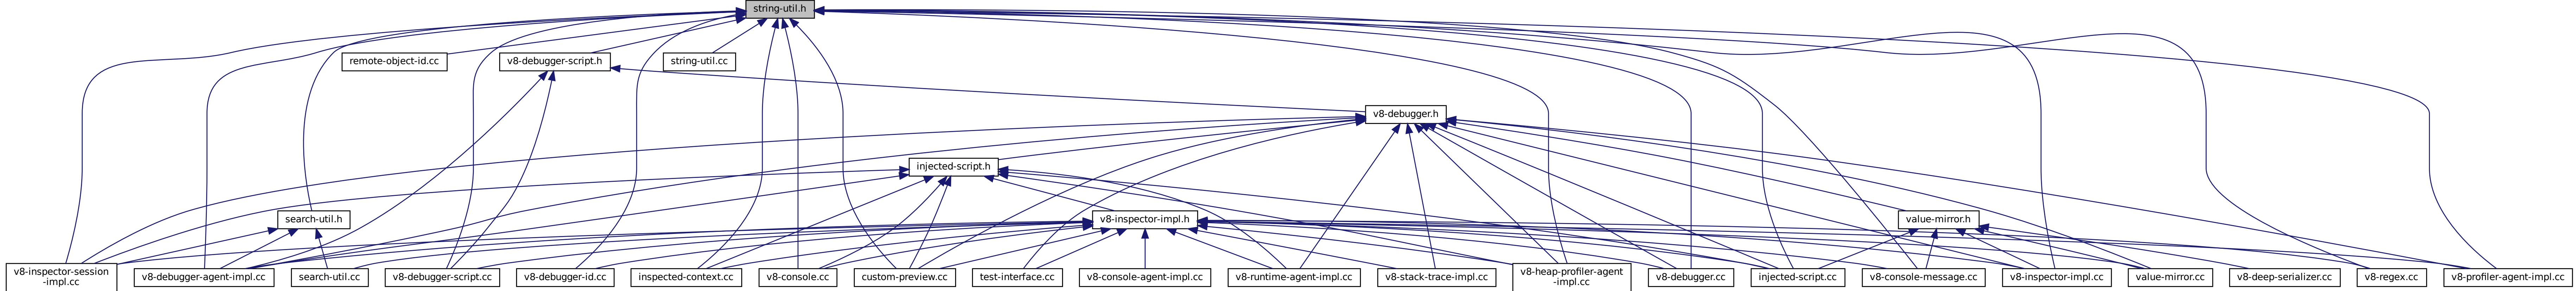 string-util.h
remote-object-id.cc
v8-debugger-script.h
string-util.cc
v8-debugger.h
injected-script.h
search-util.h
v8-inspector-impl.h
value-mirror.h
v8-inspector-session
-impl.cc
v8-debugger-agent-impl.cc
search-util.cc
v8-debugger-script.cc
v8-debugger-id.cc
inspected-context.cc
v8-console.cc
custom-preview.cc
test-interface.cc
v8-console-agent-impl.cc
v8-runtime-agent-impl.cc
v8-stack-trace-impl.cc
v8-heap-profiler-agent
-impl.cc
v8-debugger.cc
injected-script.cc
v8-console-message.cc
v8-inspector-impl.cc
value-mirror.cc
v8-deep-serializer.cc
v8-regex.cc
v8-profiler-agent-impl.cc